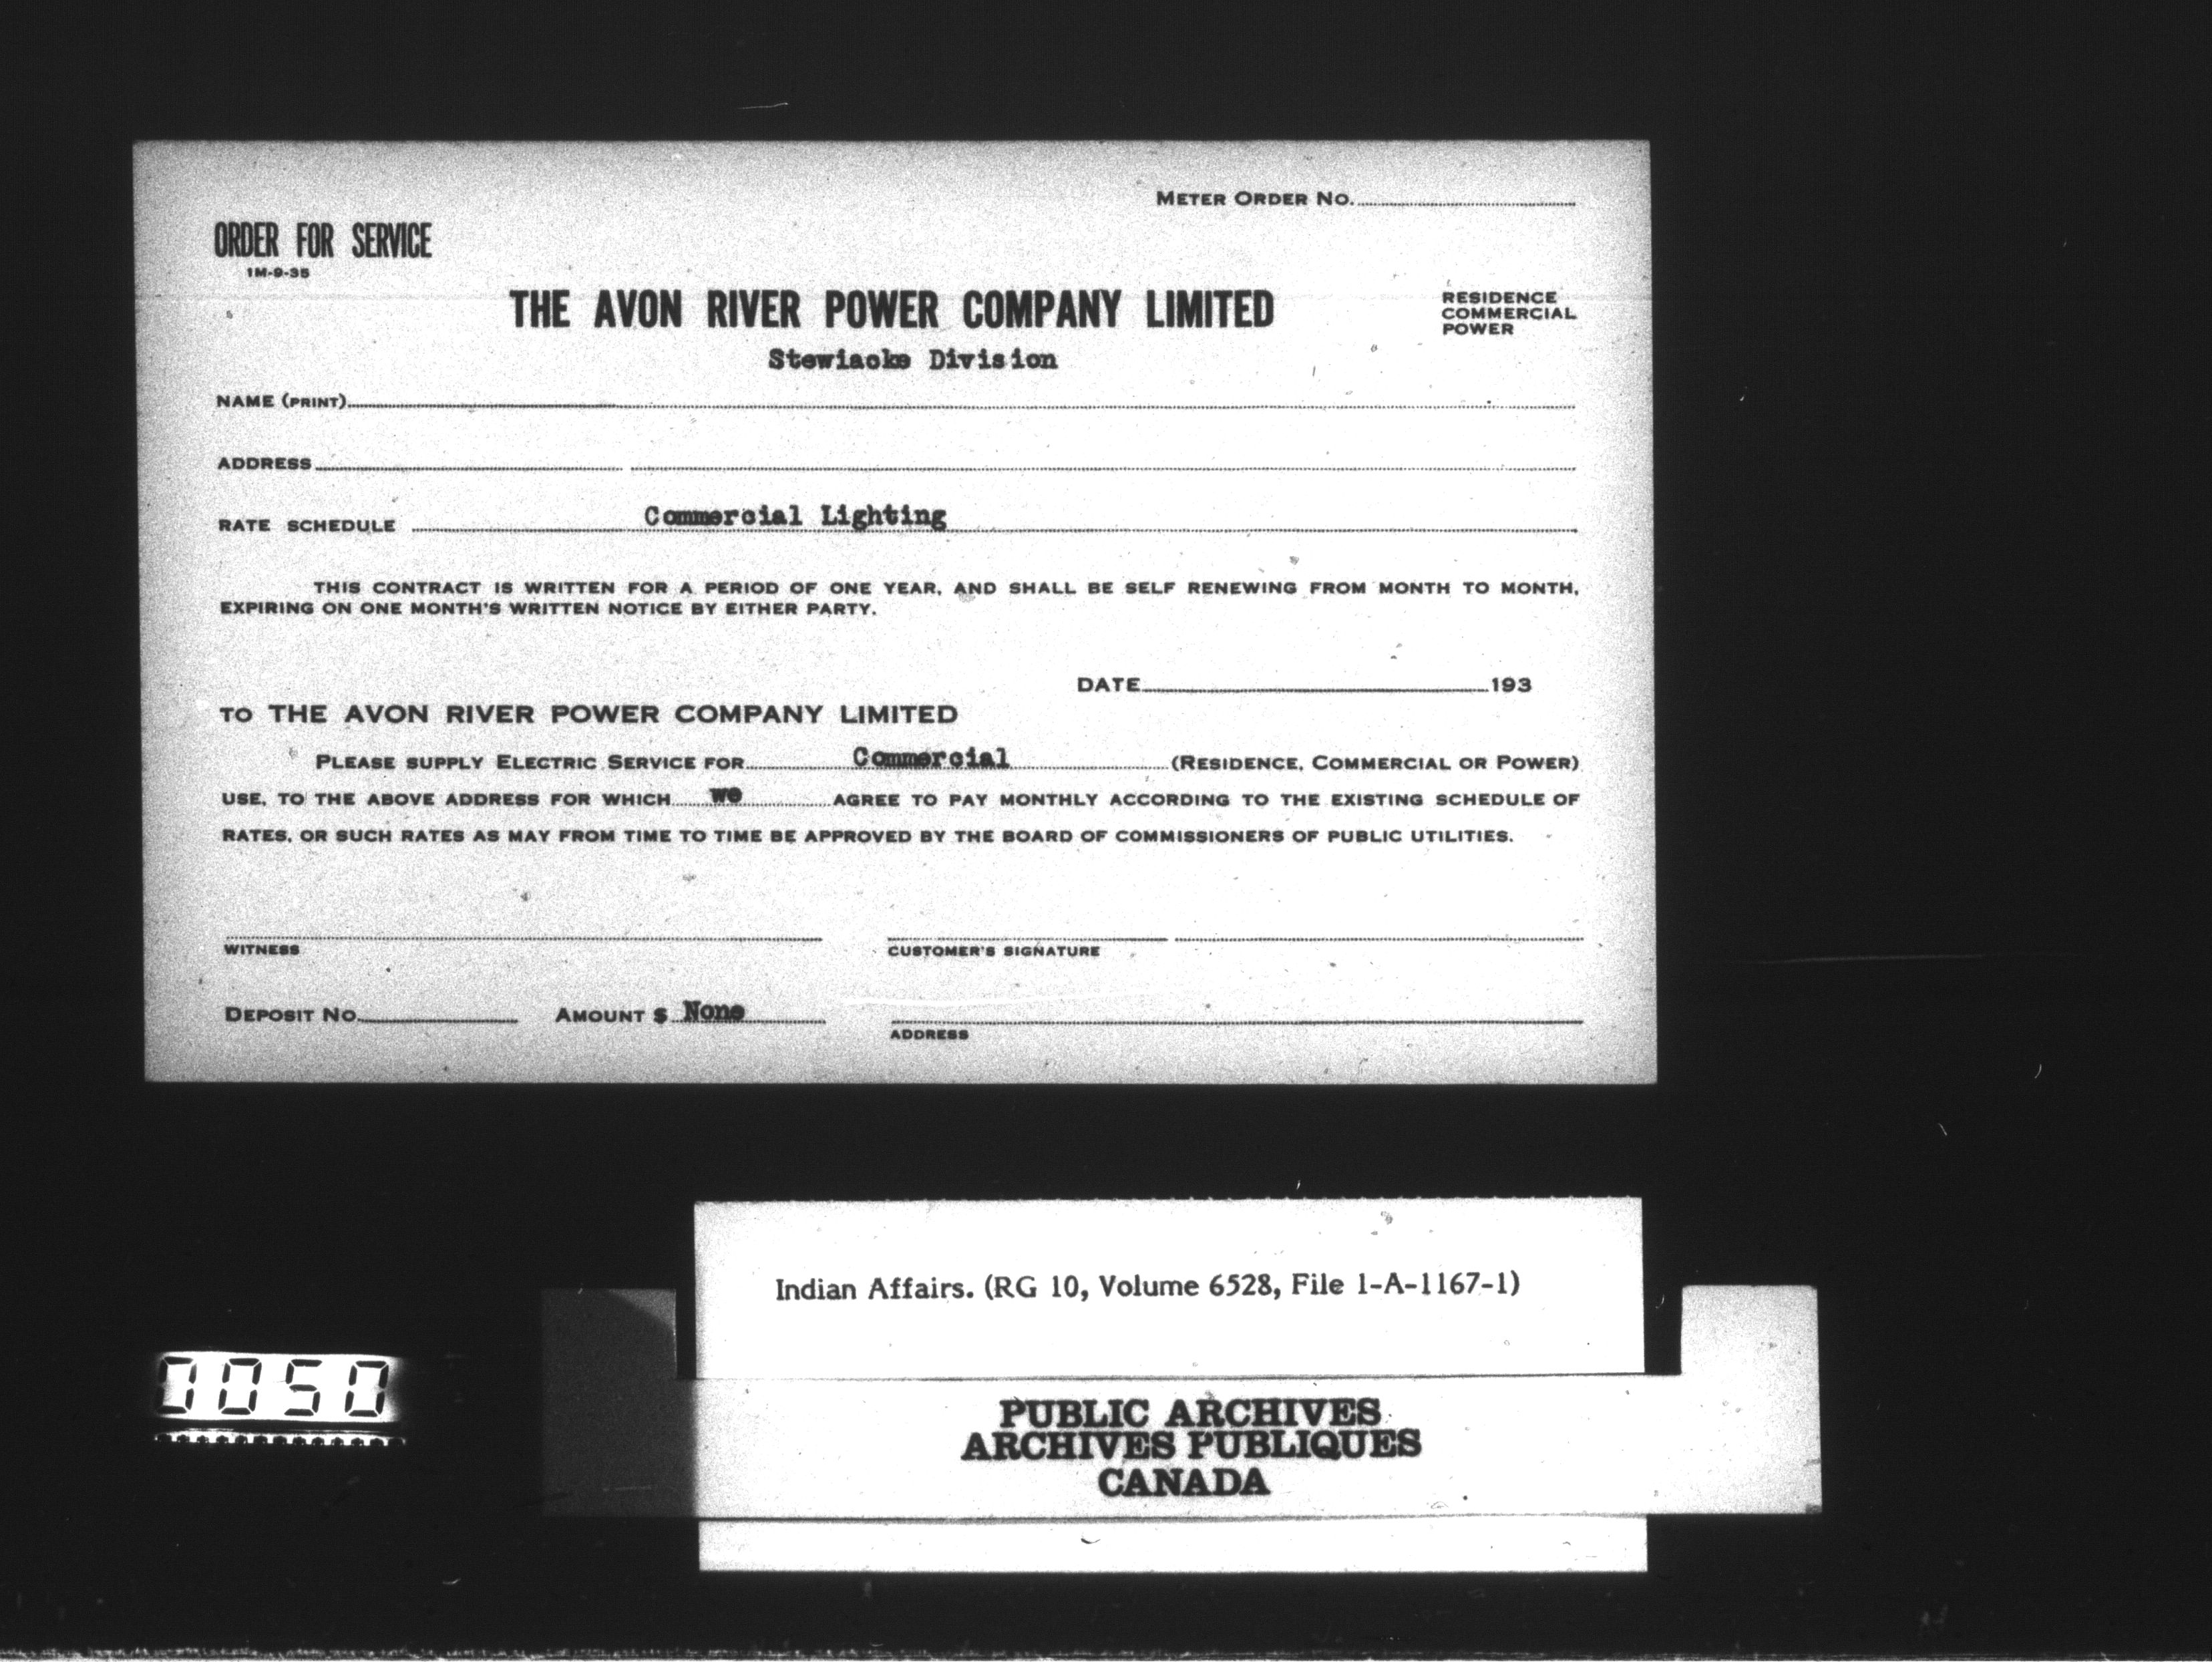 METER ORDER NO.
ORDER FOR SERVICE
1M-9-35
THE AVON RIVER POWER COMPANY LIMITED
RESIDENCE
COMMERCIAL
POWER
Stewiacke Division
NAME (PRINT)
ADDRESS
RATE SCHEDULE Commercial Lighting
THIS CONTRACT IS WRITTEN FOR A PERIOD OF ONE YEAR, AND SHALL BE SELF RENEWING FROM MONTH TO MONTH,
EXPIRING ON ONE MONTH'S WRITTEN NOTICE BY EITHER PARTY.
DATE 193
TO THE AVON RIVER POWER COMPANY LIMITED
PLEASE SUPPLY ELECTRIC SERVICE FOR Commercial (RESIDENCE, COMMERCIAL OR POWER)
USE, TO THE ABOVE ADDRESS FOR WHICH we AGREE TO PAY MONTHLY ACCORDING TO THE EXISTING SCHEDULE OF
RATES, OR SUCH RATES AS MAY FROM TIME TO TIME BE APPROVED BY THE BOARD OF COMMISSIONERS OF PUBLIC UTILITIES.
WITNESS CUSTOMER'S SIGNATURE
DEPOSIT NO. AMOUNT $ None
ADDRESS
Indian Affairs. (RG 10, Volume 6528, File 1-A-1167-1)
PUBLIC ARCHIVES
ARCHIVES PUBLIQUES
CANADA